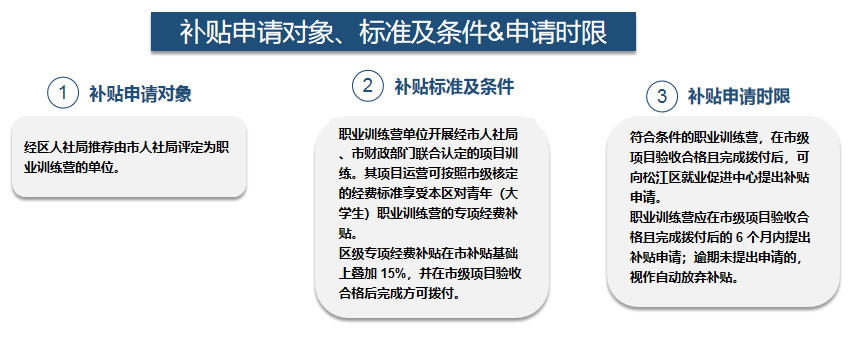 补贴申请对象、标准及条件&申请时限
1 补贴申请对象
经区人社局推荐由市人社局评定为职
业训练营的单位。
2 补贴标准及条件
职业训练营单位开展经市人社局
、市财政部门联合认定的项目训
练。其项目运营可按照市级核定
的经费标准享受本区对青年（大
学生）职业训练营的专项经费补
贴。
区级专项经费补贴在市补贴基础
上叠加 15%，并在市级项目验收
合格后完成方可拨付。
3 补贴申请时限
符合条件的职业训练营，在市级
项目验收合格且完成拨付后，可
向松江区就业促进中心提出补贴
申请。
职业训练营应在市级项目验收合
格且完成拨付后的 6 个月内提出
补贴申请；逾期未提出申请的，
视作自动放弃补贴。